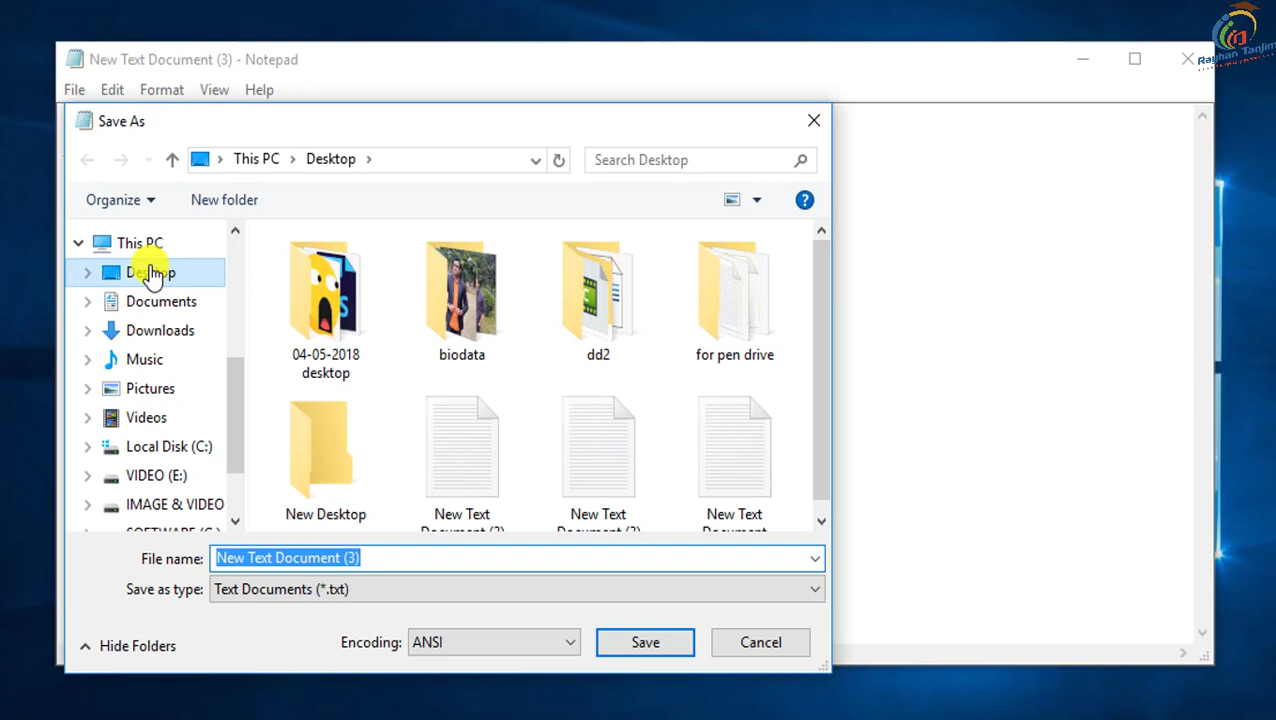 New Text Document (3) - Notepad
File Edit Format View Help
Save As
This PC Desktop
Search Desktop
Organize New folder
This PC
Desktop
Documents
Downloads
Music
Pictures
Videos
Local Disk (C:)
VIDEO (E:)
IMAGE & VIDEO
04-05-2018
desktop
biodata
dd2
for pen drive
New Desktop
New Text
New Text
New Text
File name: New Text Document (3)
Save as type: Text Documents (*.txt)
Hide Folders
Encoding: ANSI
Save
Cancel
Rayhan Tanjim